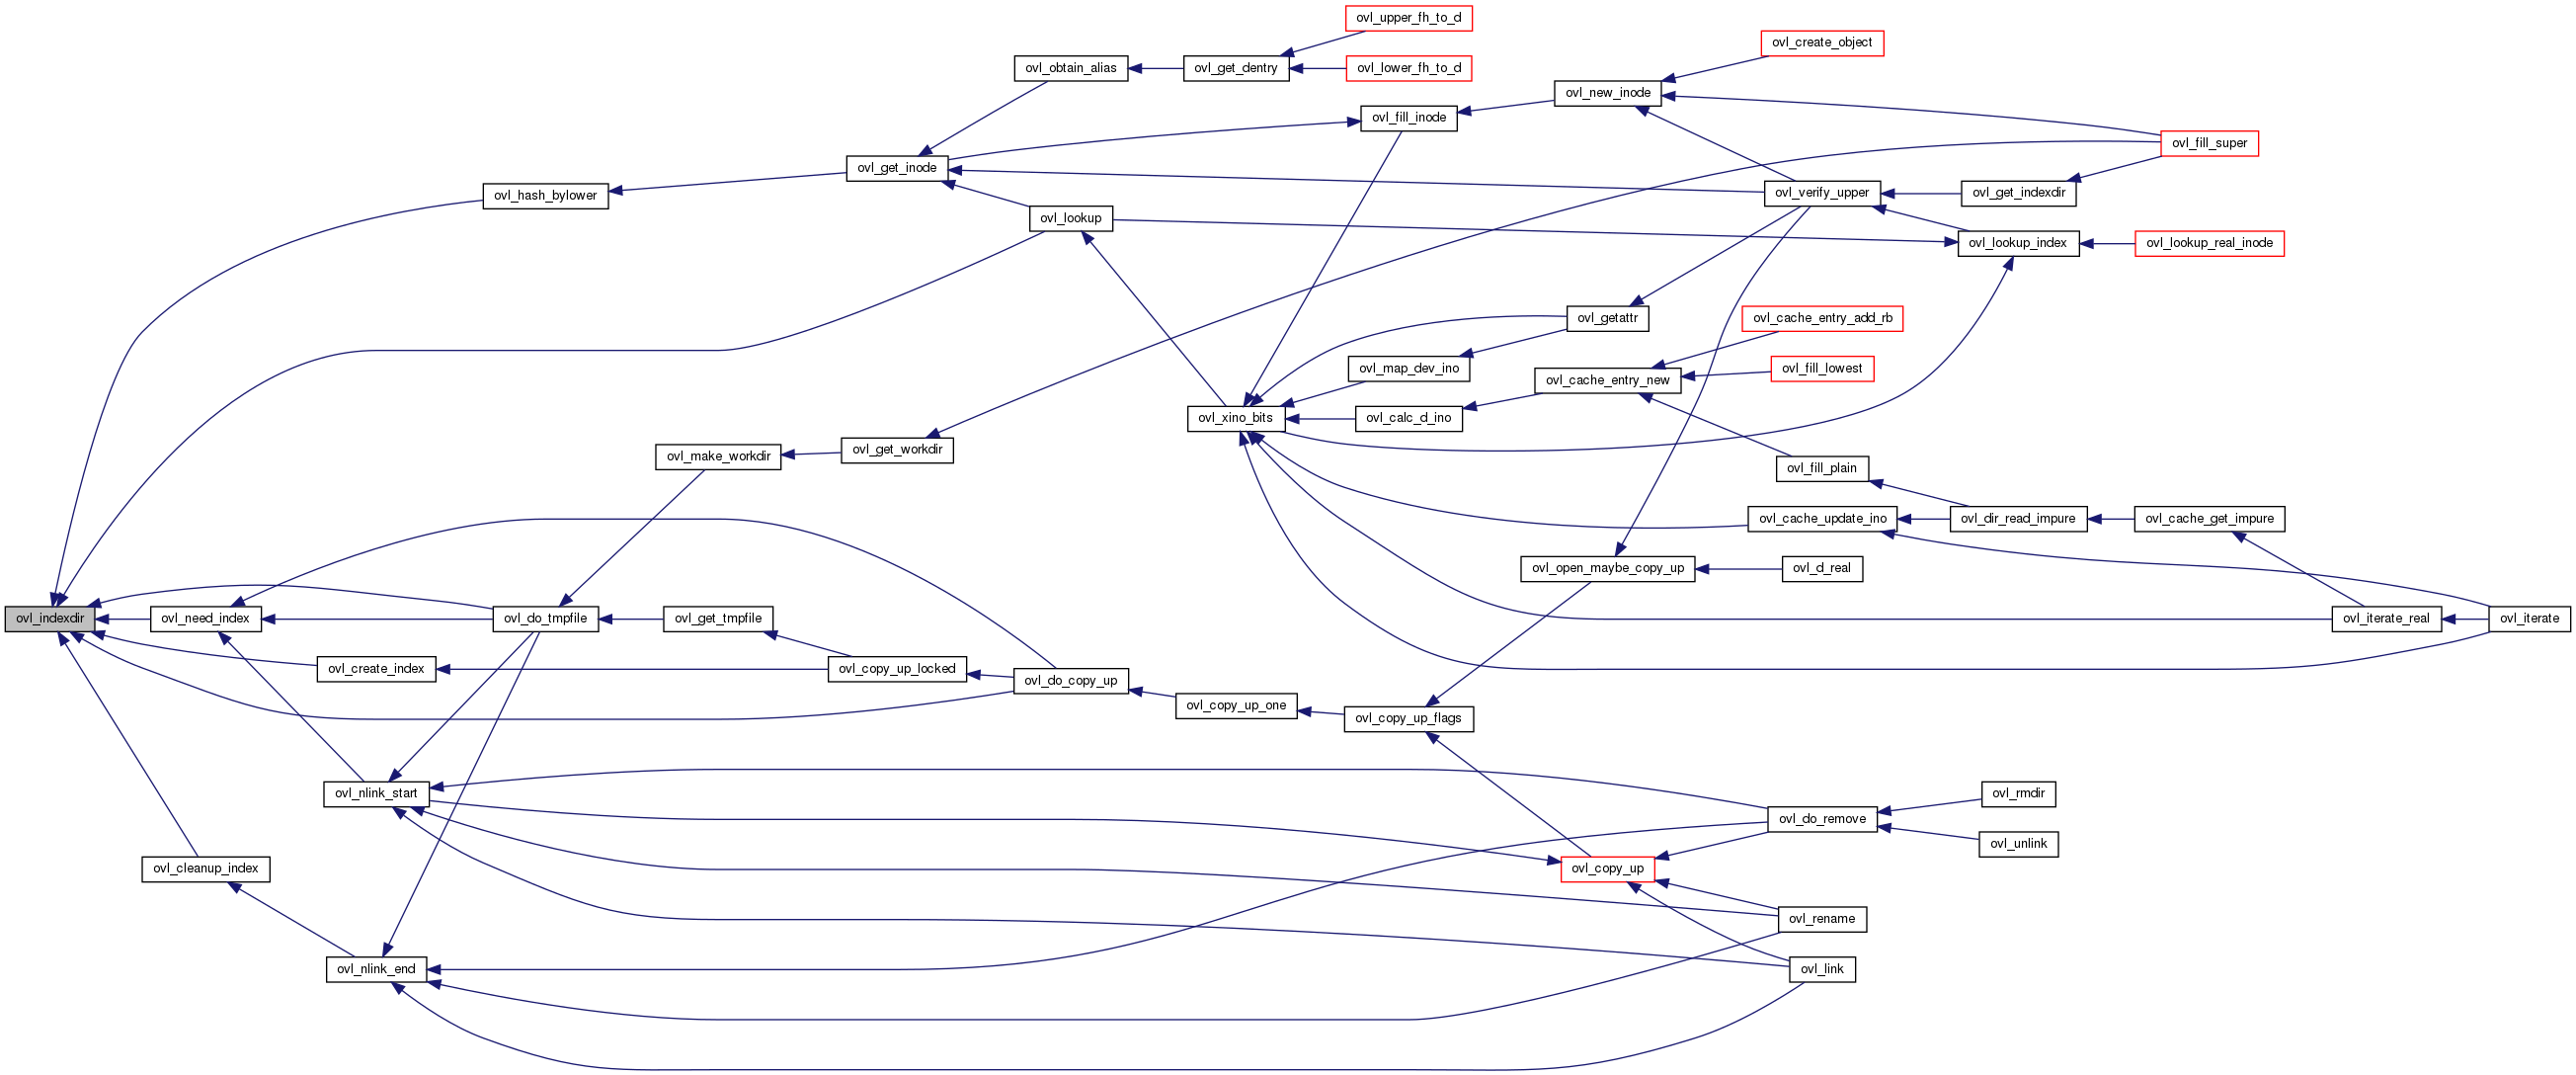 ovl_upper_fh_to_d
ovl_create_object
ovl_obtain_alias
ovl_get_dentry
ovl_lower_fh_to_d
ovl_new_inode
ovl_fill_inode
ovl_fill_super
ovl_get_inode
ovl_hash_bylower
ovl_verify_upper
ovl_get_indexdir
ovl_lookup
ovl_lookup_index
ovl_lookup_real_inode
ovl_getattr
ovl_cache_entry_add_rb
ovl_map_dev_ino
ovl_cache_entry_new
ovl_fill_lowest
ovl_xino_bits
ovl_calc_d_ino
ovl_make_workdir
ovl_get_workdir
ovl_fill_plain
ovl_cache_update_ino
ovl_dir_read_impure
ovl_cache_get_impure
ovl_open_maybe_copy_up
ovl_d_real
ovl_indexdir
ovl_need_index
ovl_do_tmpfile
ovl_get_tmpfile
ovl_iterate_real
ovl_iterate
ovl_create_index
ovl_copy_up_locked
ovl_do_copy_up
ovl_copy_up_one
ovl_copy_up_flags
ovl_nlink_start
ovl_rmdir
ovl_do_remove
ovl_unlink
ovl_cleanup_index
ovl_copy_up
ovl_rename
ovl_nlink_end
ovl_link